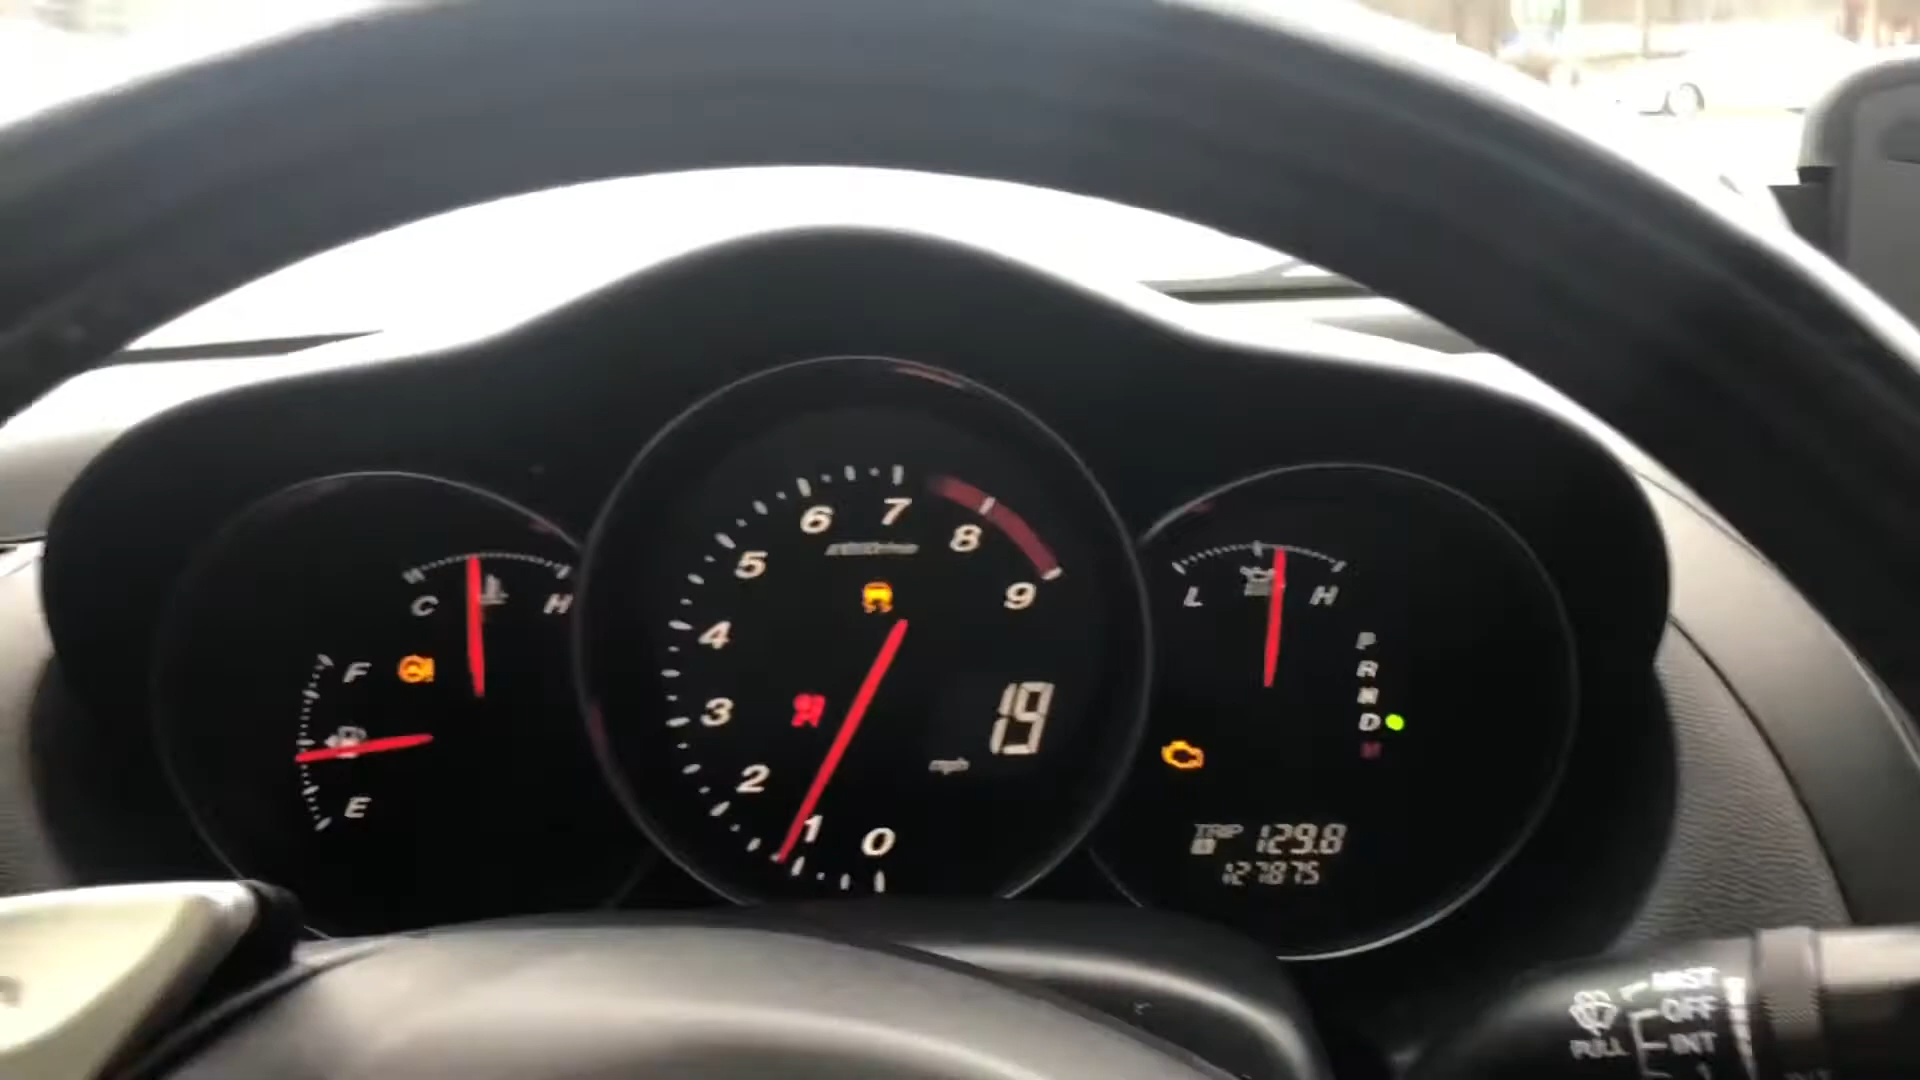 C H
F
E
6 7
5 8
4 9
3
2
1 0
19
mph
L H
P
R
N
D
M
TRIP 129.8
127875
MIST
OFF
PULL INT